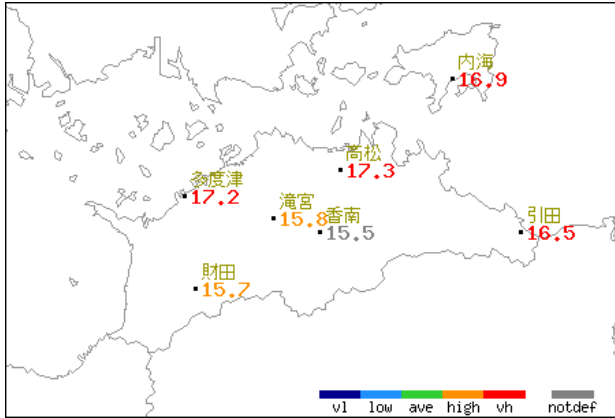 内海
16.9
高松
17.3
多度津
17.2
滝宮
15.8
香南
15.5
引田
16.5
財田
15.7
vl low ave high vh notdef